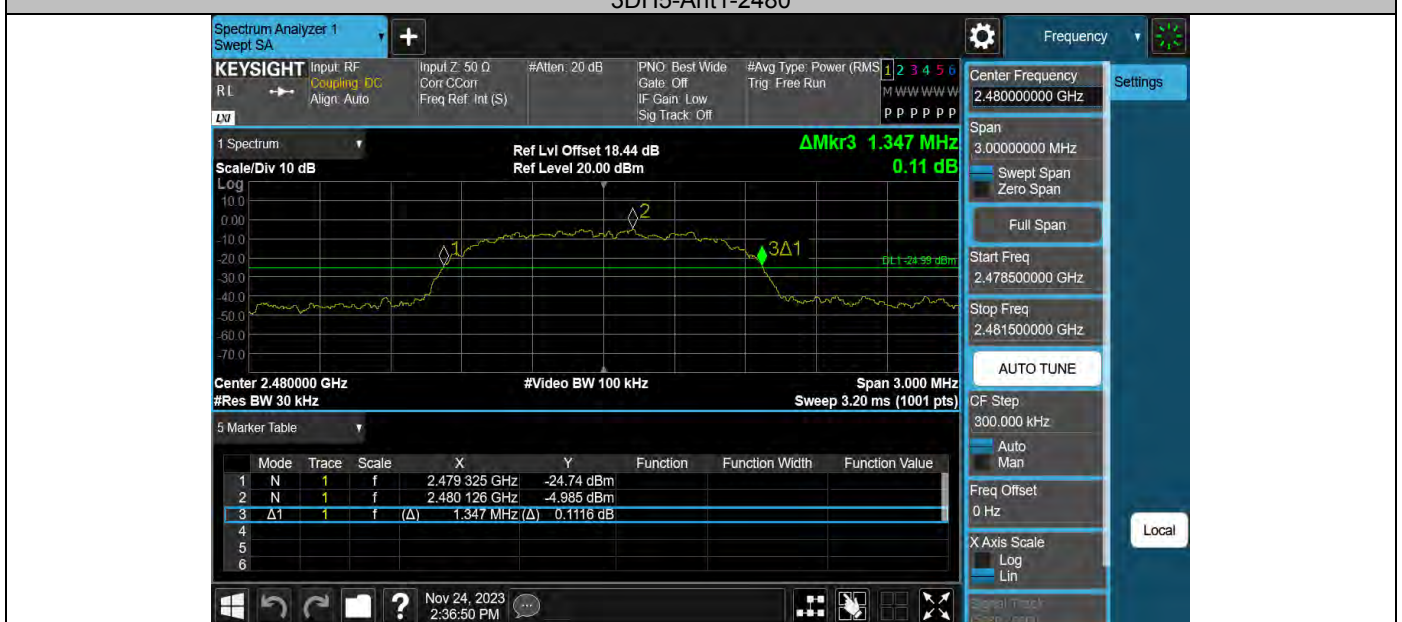 3DH5-Ant1-2480
Spectrum Analyzer 1
Swept SA
+
Frequency
KEYSIGHT
Input: RF
Coupling: DC
Align: Auto
Input Z: 50 Ω
Corr CCorr
Freq Ref: Int (S)
#Atten: 20 dB
PNO: Best Wide
Gate: Off
IF Gain: Low
Sig Track: Off
#Avg Type: Power (RMS
Trig: Free Run
1 2 3 4 5 6
M W W W W W
P P P P P P
R L
LXI
Center Frequency
2.480000000 GHz
Settings
1 Spectrum
Scale/Div 10 dB
Ref Lvl Offset 18.44 dB
Ref Level 20.00 dBm
ΔMkr3 1.347 MHz
0.11 dB
Span
3.00000000 MHz
Swept Span
Zero Span
Full Span
Start Freq
2.478500000 GHz
Stop Freq
2.481500000 GHz
AUTO TUNE
CF Step
300.000 kHz
Auto
Man
Freq Offset
0 Hz
X Axis Scale
Log
Lin
Signal Track
Local
Log
10.0
0.00
-10.0
-20.0
-30.0
-40.0
-50.0
-60.0
-70.0
1
2
3Δ1
DL1 -24.99 dBm
Center 2.480000 GHz
#Video BW 100 kHz
Span 3.000 MHz
#Res BW 30 kHz
Sweep 3.20 ms (1001 pts)
5 Marker Table
Mode Trace Scale X Y Function Function Width Function Value
1 N 1 f 2.479 325 GHz -24.74 dBm
2 N 1 f 2.480 126 GHz -4.985 dBm
3 Δ1 1 f (Δ) 1.347 MHz (Δ) 0.1116 dB
4
5
6
?
Nov 24, 2023
2:36:50 PM